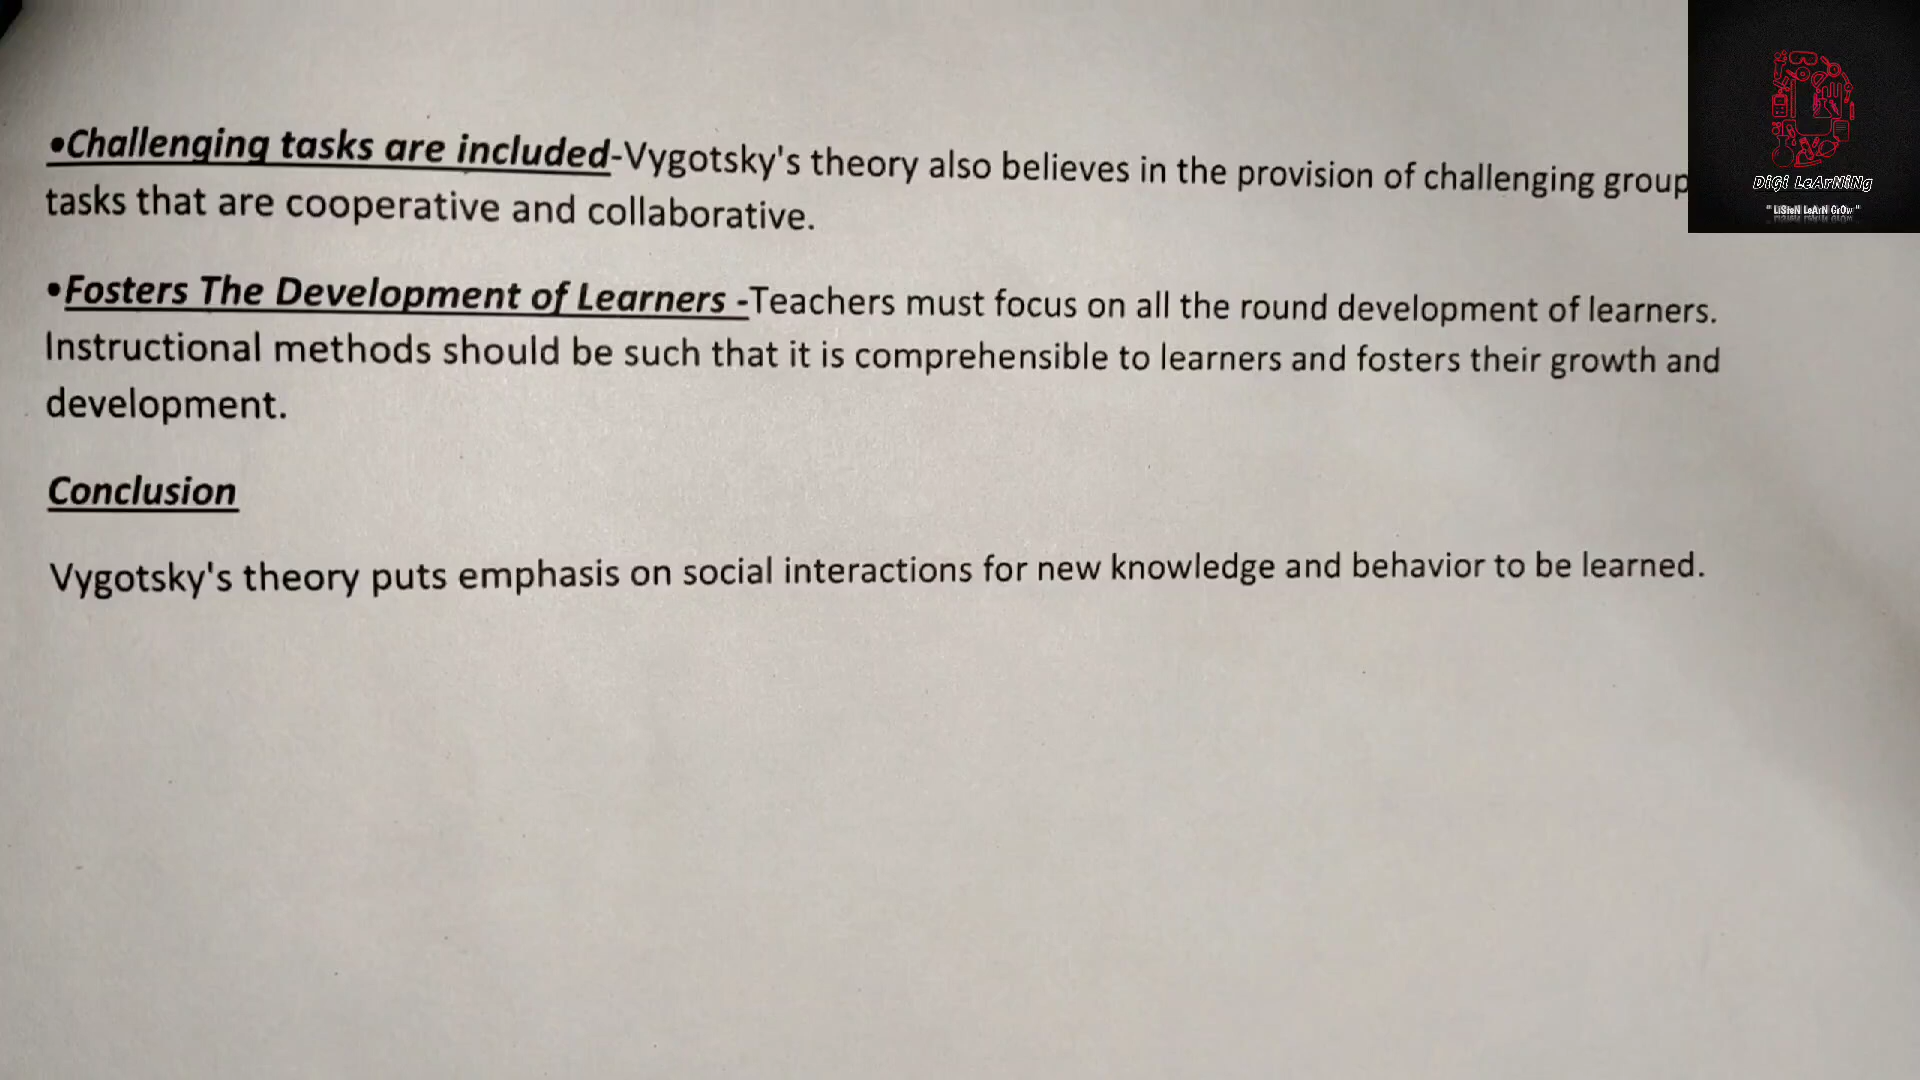 •Challenging tasks are included-Vygotsky's theory also believes in the provision of challenging group
tasks that are cooperative and collaborative.
•Fosters The Development of Learners -Teachers must focus on all the round development of learners.
Instructional methods should be such that it is comprehensible to learners and fosters their growth and
development.
Conclusion
Vygotsky's theory puts emphasis on social interactions for new knowledge and behavior to be learned.
DiGi LeArNiNg
" LiSteN LeArN GrOw "